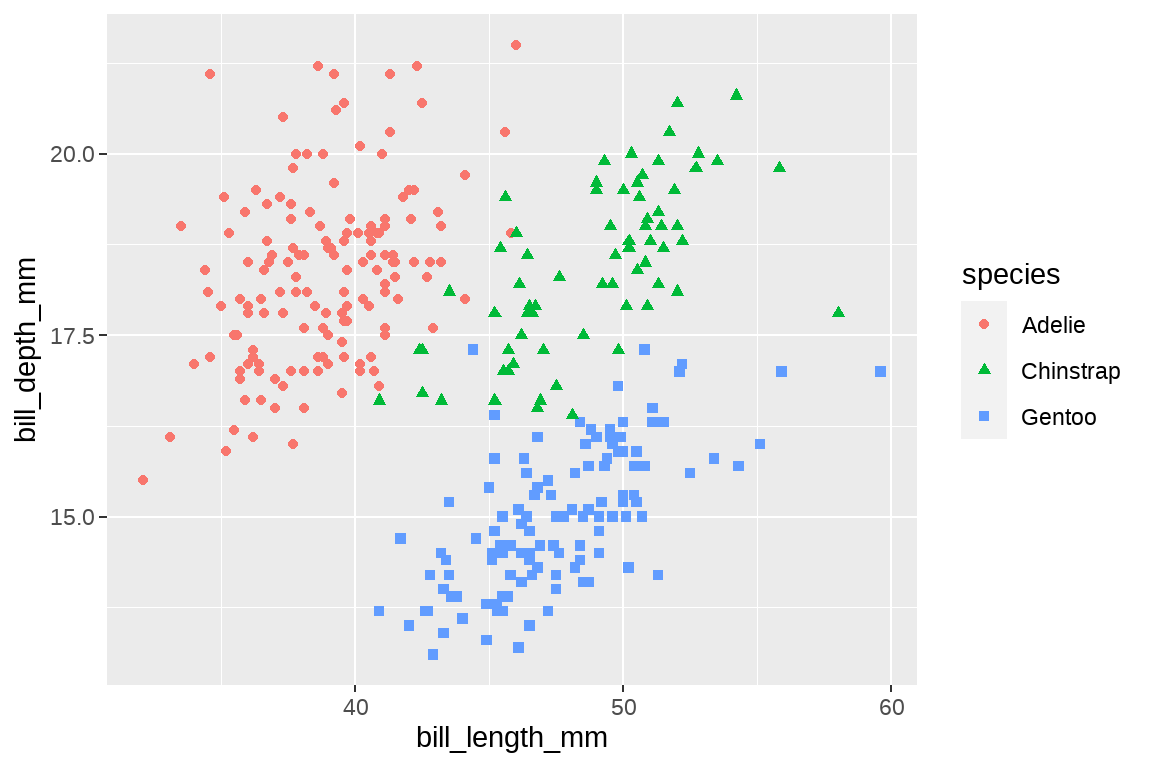 bill_depth_mm
20.0
17.5
15.0
40
50
60
bill_length_mm
species
Adelie
Chinstrap
Gentoo